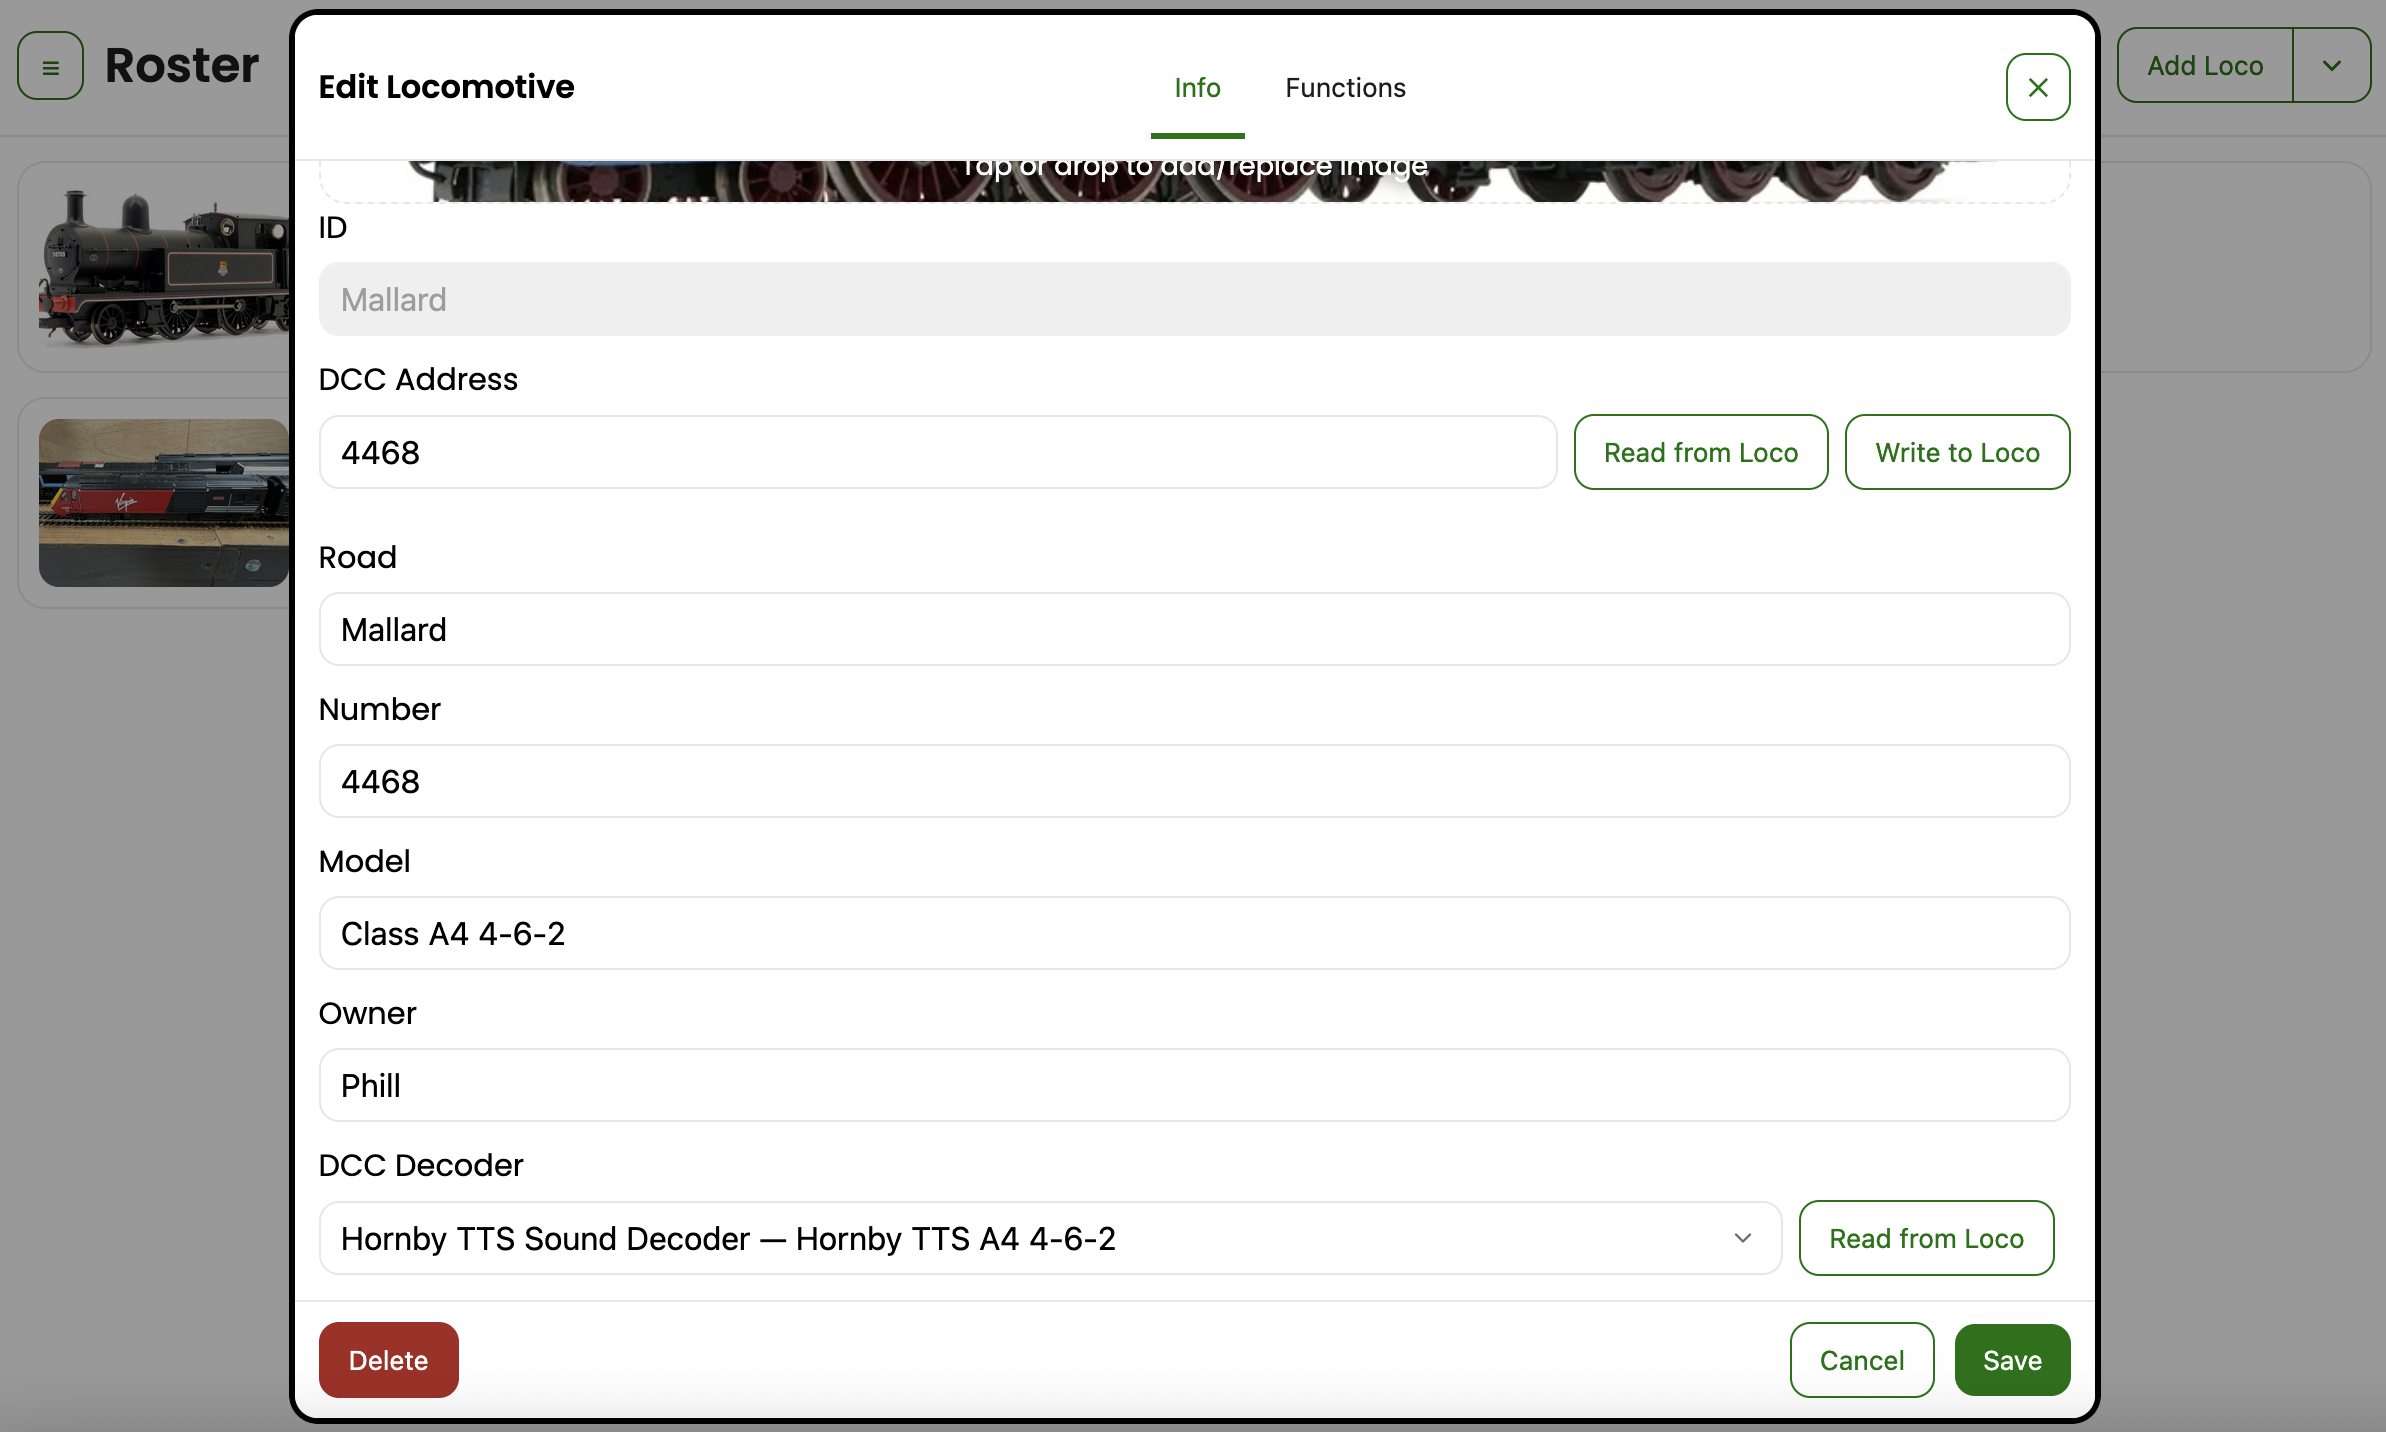 Roster
Edit Locomotive
Info
Functions
Add Loco
Tap or drop to add/replace image
ID
Mallard
DCC Address
4468
Read from Loco
Write to Loco
Road
Mallard
Number
4468
Model
Class A4 4-6-2
Owner
Phill
DCC Decoder
Hornby TTS Sound Decoder — Hornby TTS A4 4-6-2
Read from Loco
Delete
Cancel
Save
Virgin